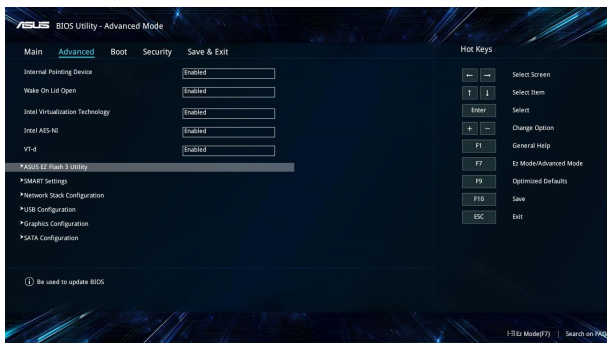 ASUS BIOS Utility - Advanced Mode
Main Advanced Boot Security Save & Exit
Internal Pointing Device Enabled
Wake On Lid Open Enabled
Intel Virtualization Technology Enabled
Intel AES-NI Enabled
VT-d Enabled
ASUS EZ Flash 3 Utility
SMART Settings
Network Stack Configuration
USB Configuration
Graphics Configuration
SATA Configuration
Be used to update BIOS
Hot Keys
← → Select Screen
↑ ↓ Select Item
Enter Select
+ − Change Option
F1 General Help
F7 Ez Mode/Advanced Mode
F9 Optimized Defaults
F10 Save
ESC Exit
Ez Mode(F7) | Search on FAQ